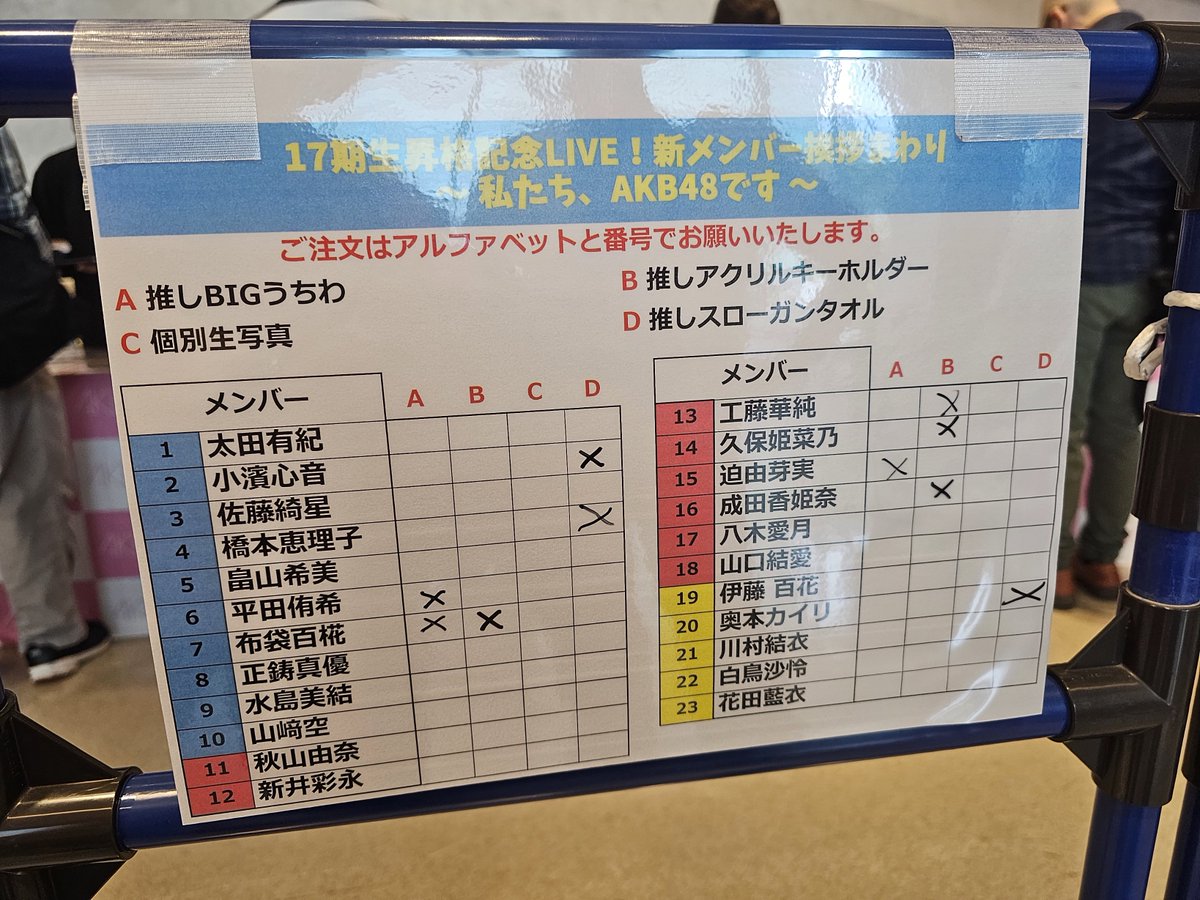 17期生昇格記念LIVE！新メンバー挨拶まわり
～ 私たち、AKB48です ～
ご注文はアルファベットと番号でお願いいたします。
A 推しBIGうちわ
B 推しアクリルキーホルダー
C 個別生写真
D 推しスローガンタオル
メンバー A B C D
1 太田有紀
2 小濱心音 ×
3 佐藤綺星
4 橋本恵理子 ×
5 畠山希美
6 平田侑希 ×
7 布袋百椛 × ×
8 正鋳真優
9 水島美結
10 山﨑空
11 秋山由奈
12 新井彩永
メンバー A B C D
13 工藤華純 ×
14 久保姫菜乃 ×
15 迫由芽実 ×
16 成田香姫奈 ×
17 八木愛月
18 山口結愛
19 伊藤 百花
20 奥本カイリ ×
21 川村結衣
22 白鳥沙怜
23 花田藍衣